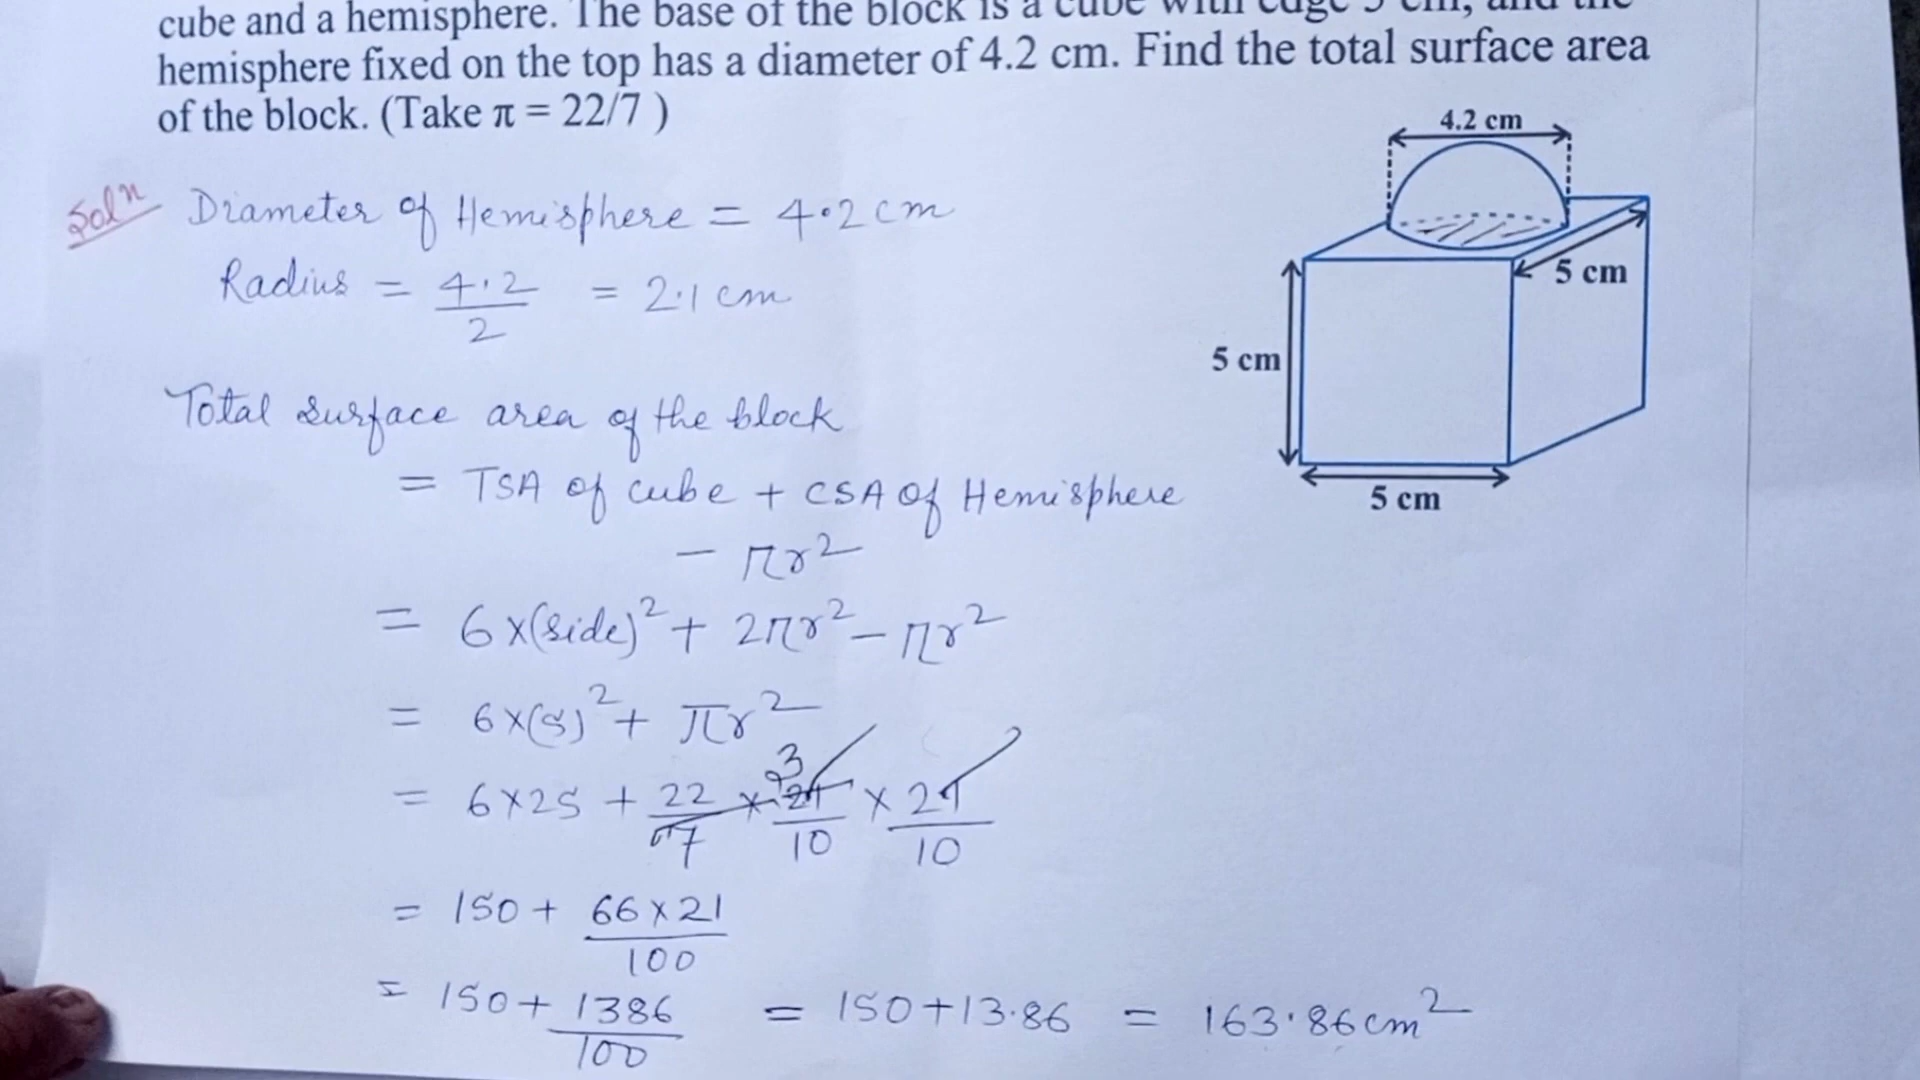 cube and a hemisphere. The base of the block is a cube with edge 5 cm, and the
hemisphere fixed on the top has a diameter of 4.2 cm. Find the total surface area
of the block. (Take π = 22/7 )
4.2 cm
5 cm
5 cm
5 cm
Solⁿ Diameter of Hemisphere = 4.2 cm
Radius = 4.2/2 = 2.1 cm
Total surface area of the block
= TSA of cube + CSA of Hemisphere
- πr²
= 6×(side)² + 2πr² - πr²
= 6×(5)² + πr²
= 6×25 + 22/7 × 21/10 × 21/10
3
= 150 + 66×21/100
= 150 + 1386/100 = 150+13.86 = 163.86 cm²